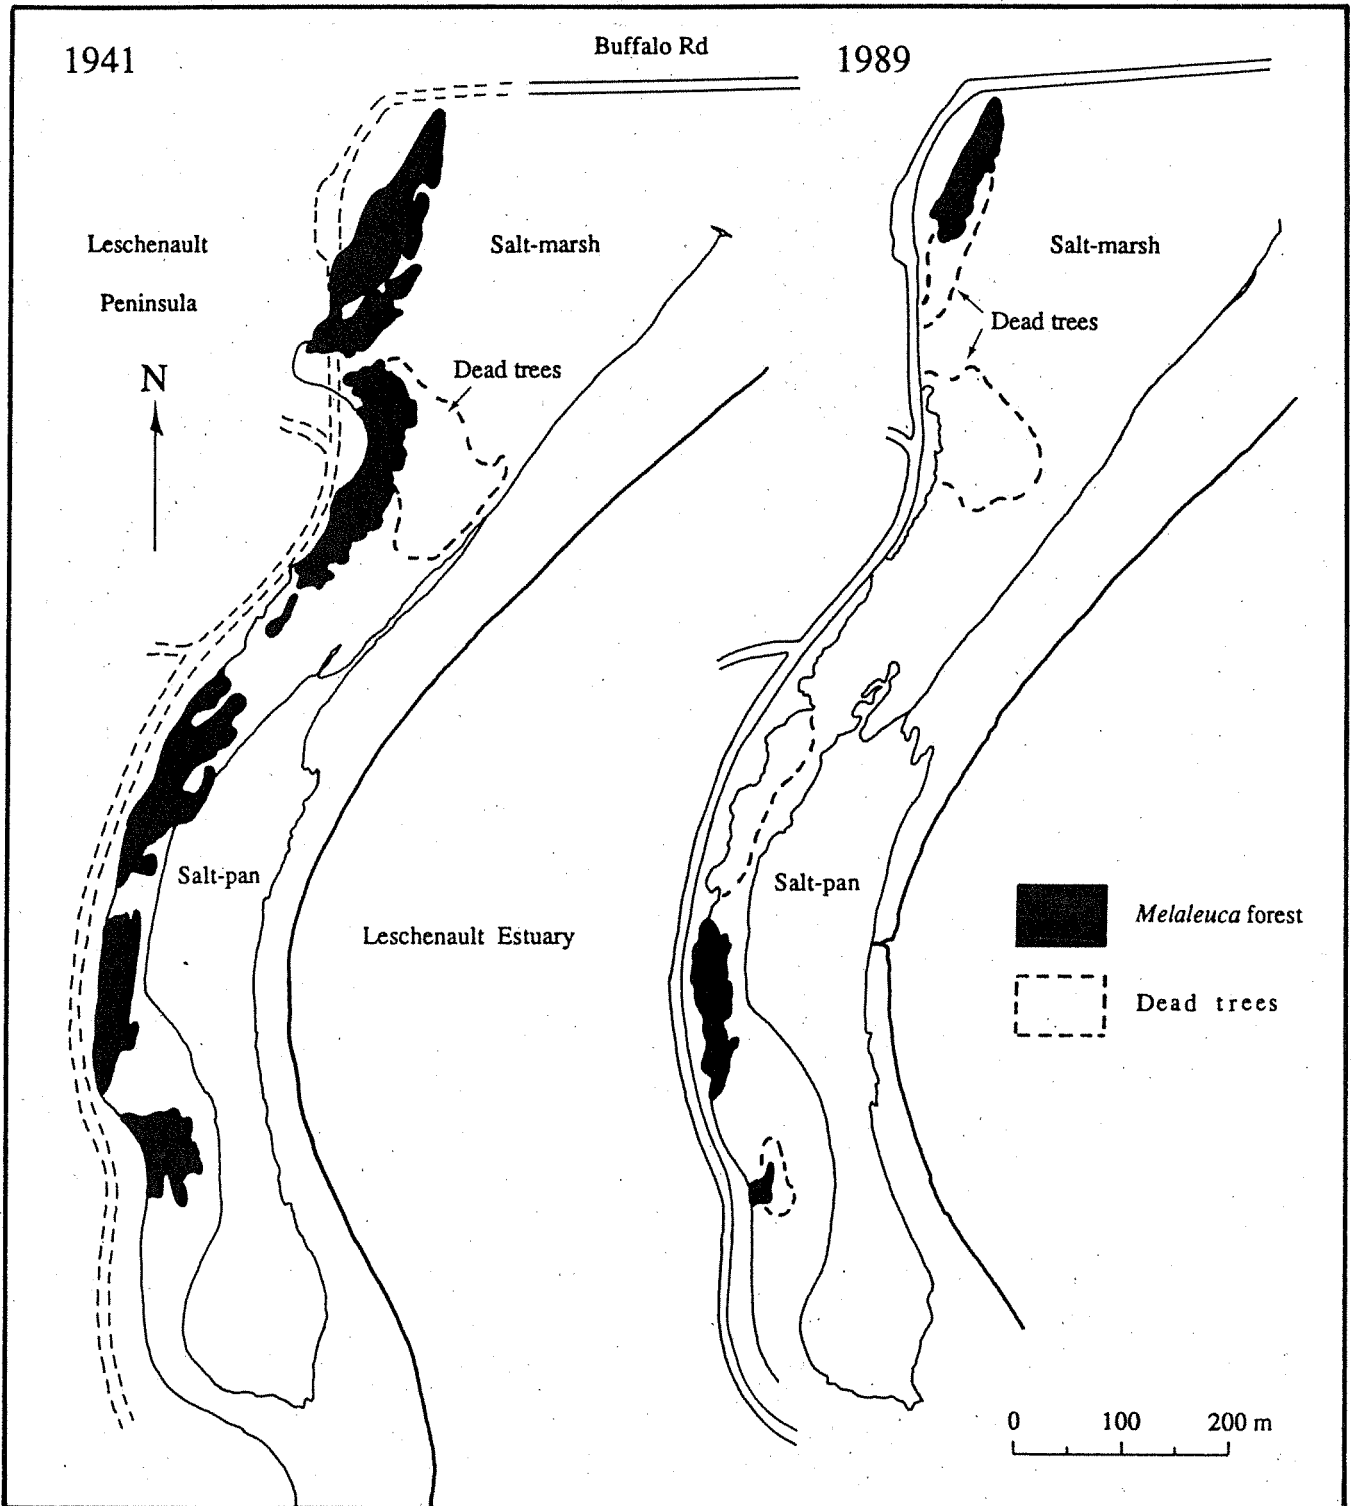 1941
Buffalo Rd
1989
Leschenault
Peninsula
Salt-marsh
Salt-marsh
Dead trees
N
Dead trees
Salt-pan
Salt-pan
Leschenault Estuary
Melaleuca forest
Dead trees
0 100 200 m